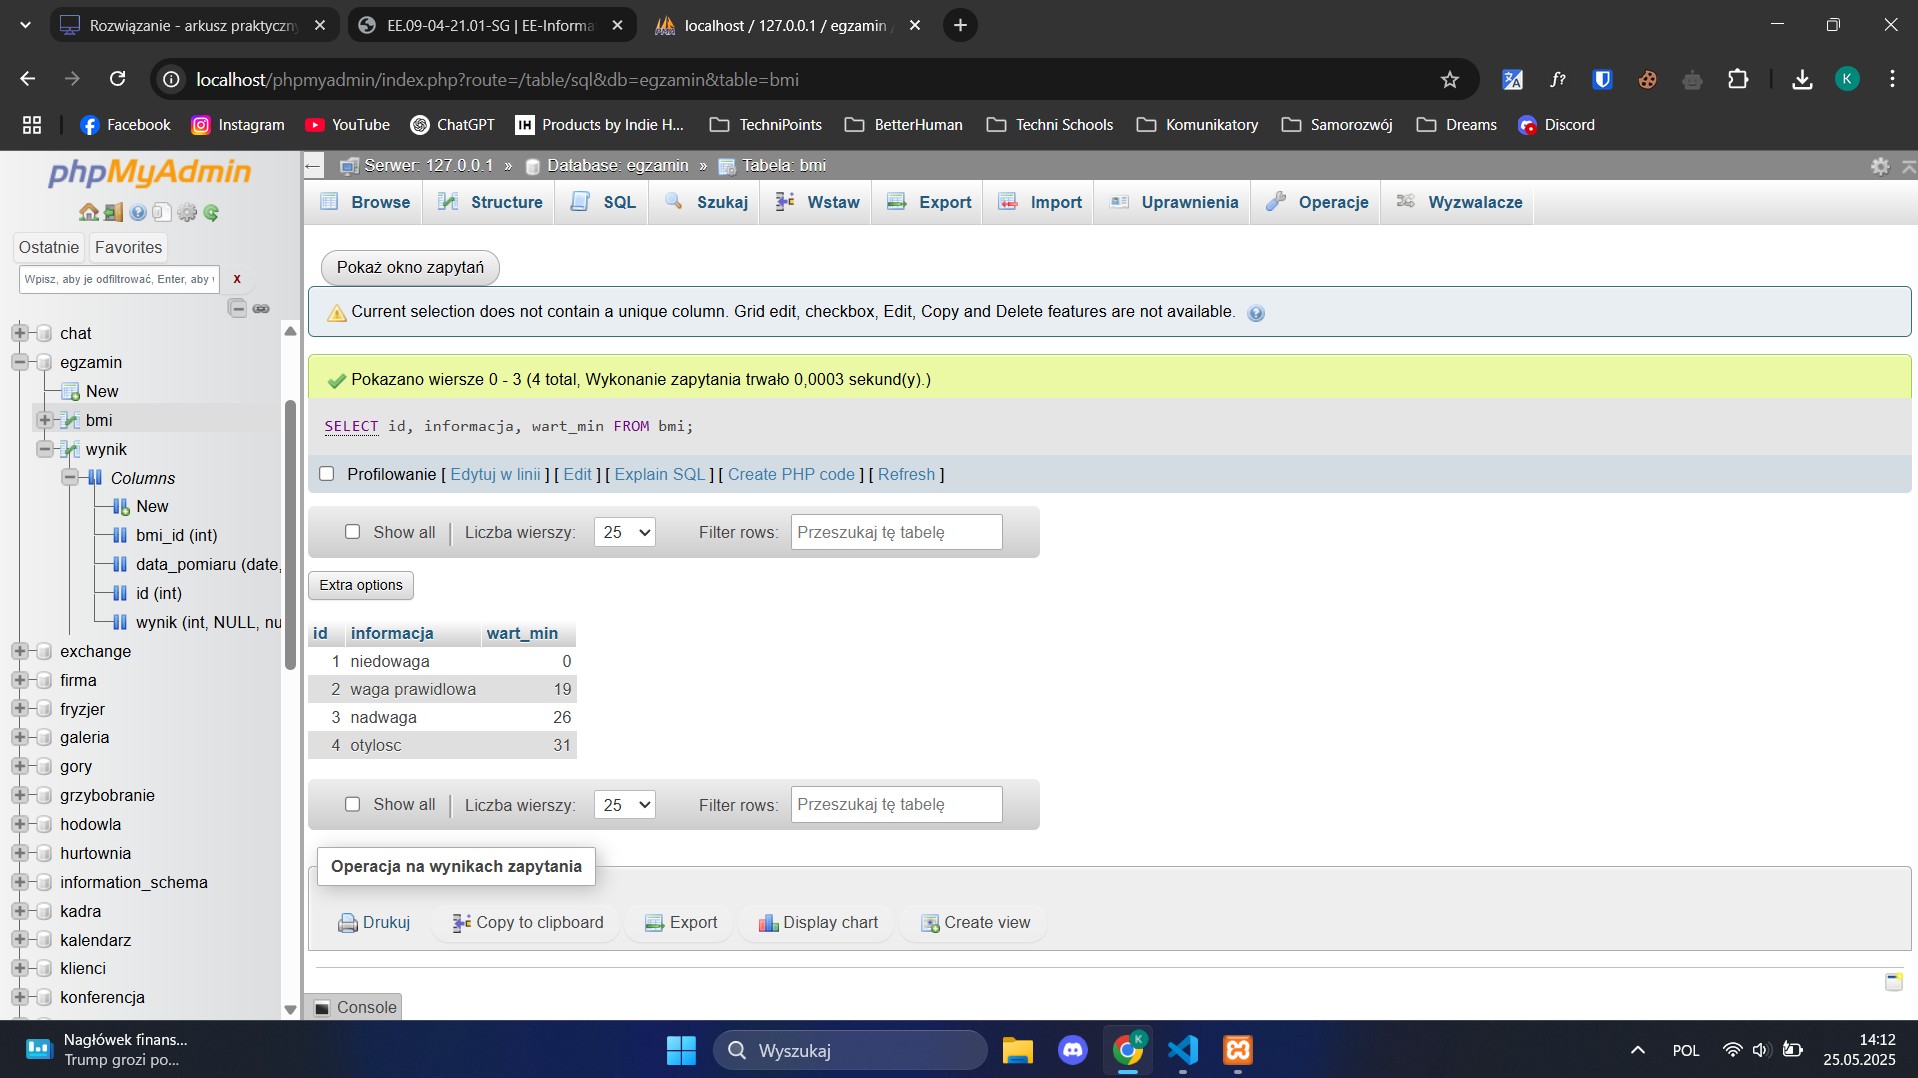 Rozwiązanie - arkusz praktyczn
EE.09-04-21.01-SG | EE-Informa
localhost / 127.0.0.1 / egzamin /
localhost/phpmyadmin/index.php?route=/table/sql&db=egzamin&table=bmi
f?
K
Facebook
Instagram
YouTube
ChatGPT
IH Products by Indie H...
TechniPoints
BetterHuman
Techni Schools
Komunikatory
Samorozwój
Dreams
Discord
phpMyAdmin
Serwer: 127.0.0.1 » Database: egzamin » Tabela: bmi
Browse
Structure
SQL
Szukaj
Wstaw
Export
Import
Uprawnienia
Operacje
Wyzwalacze
Ostatnie
Favorites
Wpisz, aby je odfiltrować, Enter, aby
X
chat
egzamin
New
bmi
wynik
Columns
New
bmi_id (int)
data_pomiaru (date,
id (int)
wynik (int, NULL, nu
exchange
firma
fryzjer
galeria
gory
grzybobranie
hodowla
hurtownia
information_schema
kadra
kalendarz
klienci
konferencja
Pokaż okno zapytań
Current selection does not contain a unique column. Grid edit, checkbox, Edit, Copy and Delete features are not available.
Pokazano wiersze 0 - 3 (4 total, Wykonanie zapytania trwało 0,0003 sekund(y).)
SELECT id, informacja, wart_min FROM bmi;
Profilowanie [ Edytuj w linii ] [ Edit ] [ Explain SQL ] [ Create PHP code ] [ Refresh ]
Show all | Liczba wierszy: 25 Filter rows: Przeszukaj tę tabelę
Extra options
id informacja wart_min
1 niedowaga 0
2 waga prawidlowa 19
3 nadwaga 26
4 otylosc 31
Show all | Liczba wierszy: 25 Filter rows: Przeszukaj tę tabelę
Operacja na wynikach zapytania
Drukuj
Copy to clipboard
Export
Display chart
Create view
Console
Nagłówek finans...
Trump grozi po...
Wyszukaj
K
POL
14:12
25.05.2025